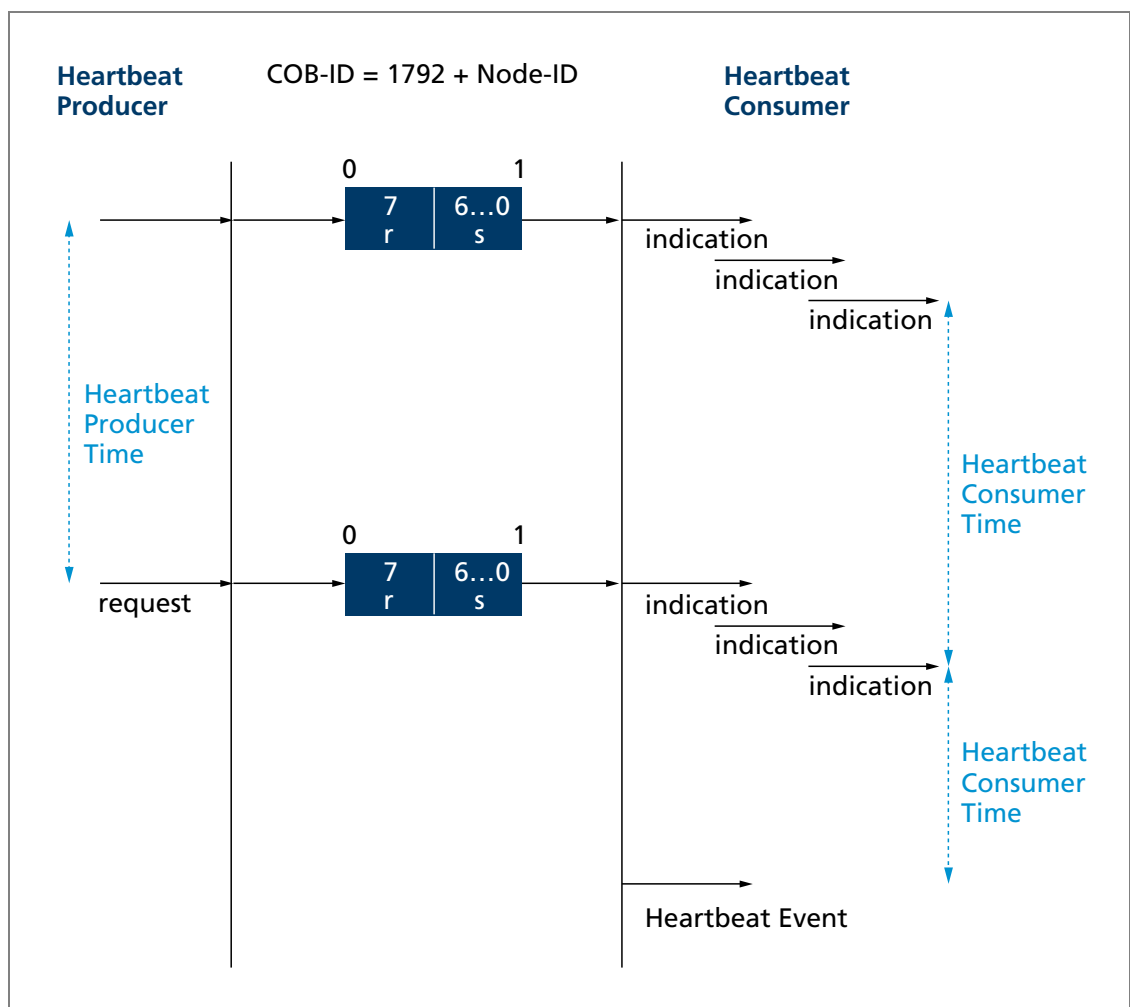 Heartbeat
Producer
COB-ID = 1792 + Node-ID
Heartbeat
Consumer
0 1
7 6...0
r s
indication
indication
indication
Heartbeat
Producer
Time
Heartbeat
Consumer
Time
0 1
7 6...0
r s
request
indication
indication
indication
Heartbeat
Consumer
Time
Heartbeat Event